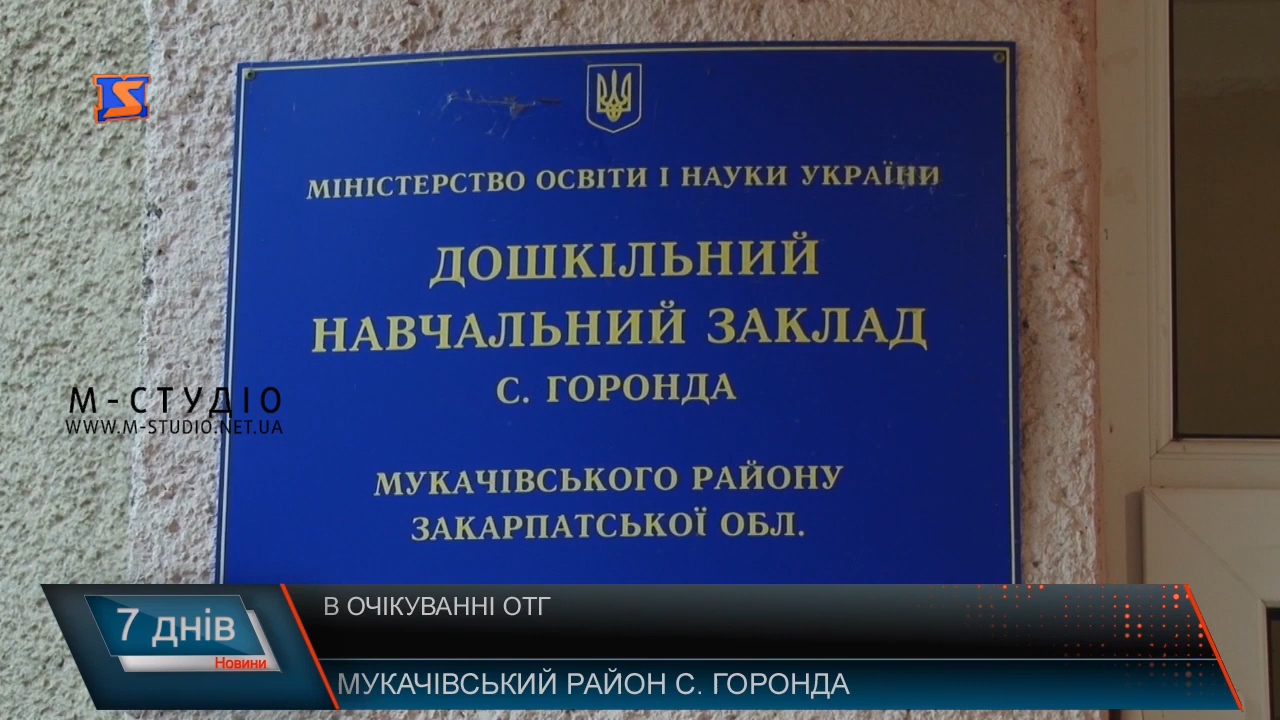 МІНІСТЕРСТВО ОСВІТИ І НАУКИ УКРАЇНИ
ДОШКІЛЬНИЙ
НАВЧАЛЬНИЙ ЗАКЛАД
С. ГОРОНДА
М-СТУДІО
WWW.M-STUDIO.NET.UA
МУКАЧІВСЬКОГО РАЙОНУ
ЗАКАРПАТСЬКОЇ ОБЛ.
7 днів
Новини
В ОЧІКУВАННІ ОТГ
МУКАЧІВСЬКИЙ РАЙОН С. ГОРОНДА